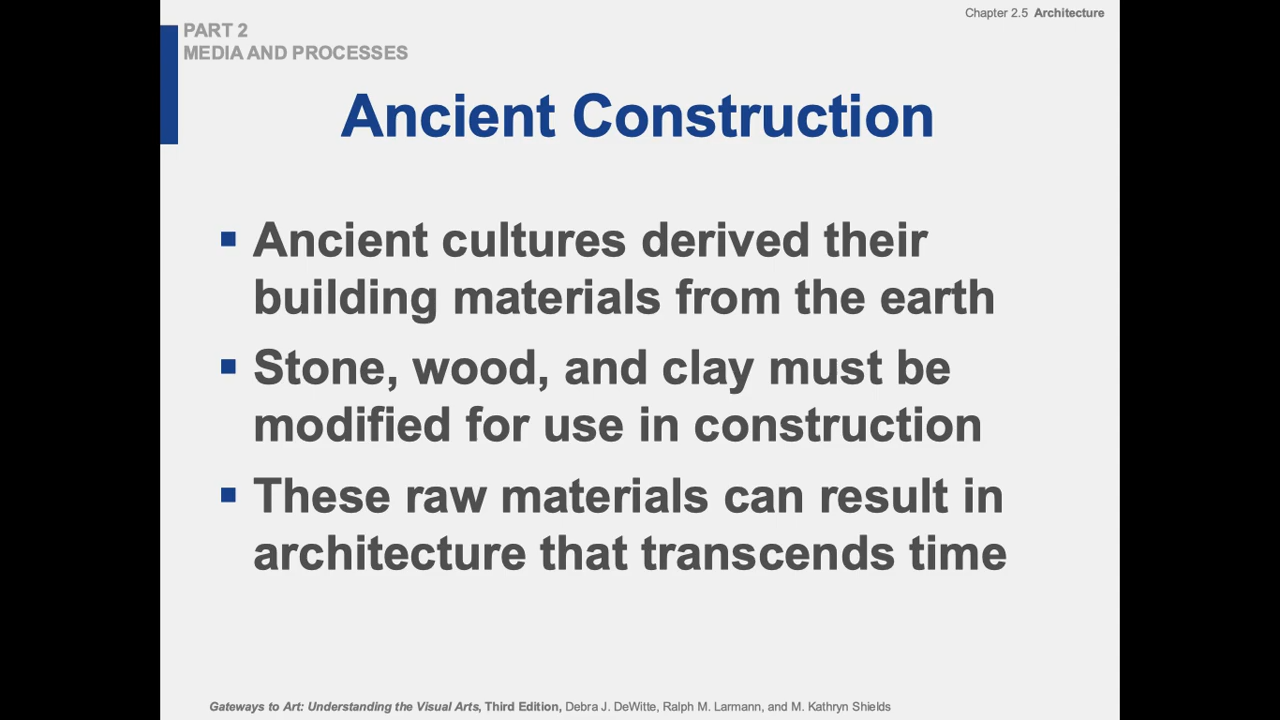 Chapter 2.5 Architecture
PART 2
MEDIA AND PROCESSES
Ancient Construction
▪ Ancient cultures derived their
building materials from the earth
▪ Stone, wood, and clay must be
modified for use in construction
▪ These raw materials can result in
architecture that transcends time
Gateways to Art: Understanding the Visual Arts, Third Edition, Debra J. DeWitte, Ralph M. Larmann, and M. Kathryn Shields